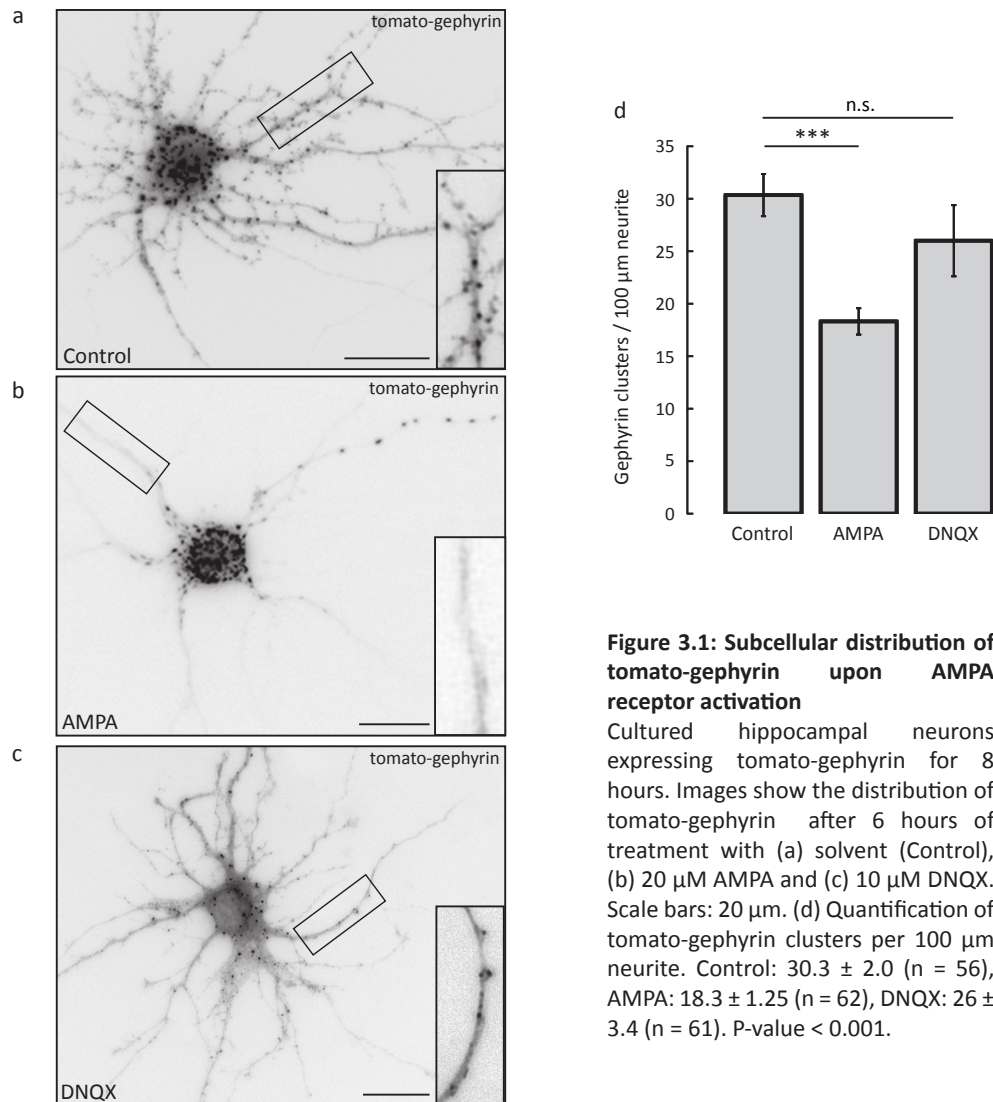 a
tomato-gephyrin
Control
b
tomato-gephyrin
AMPA
c
tomato-gephyrin
DNQX
d
n.s.
***
Gephyrin clusters / 100 µm neurite
35
30
25
20
15
10
5
0
Control AMPA DNQX
Figure 3.1: Subcellular distribution of
tomato-gephyrin upon AMPA
receptor activation
Cultured hippocampal neurons
expressing tomato-gephyrin for 8
hours. Images show the distribution of
tomato-gephyrin after 6 hours of
treatment with (a) solvent (Control),
(b) 20 µM AMPA and (c) 10 µM DNQX.
Scale bars: 20 µm. (d) Quantification of
tomato-gephyrin clusters per 100 µm
neurite. Control: 30.3 ± 2.0 (n = 56),
AMPA: 18.3 ± 1.25 (n = 62), DNQX: 26 ±
3.4 (n = 61). P-value < 0.001.